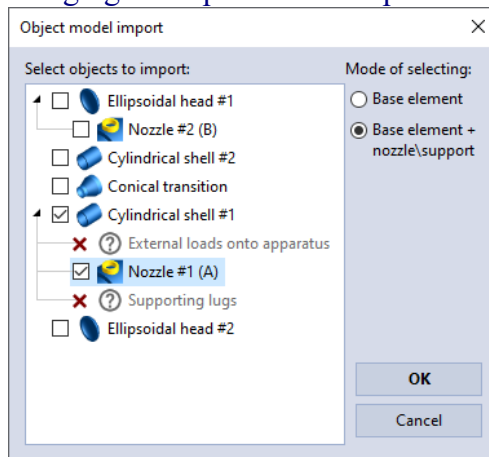 Object model import
Select objects to import:
Mode of selecting:
Ellipsoidal head #1
Base element
Nozzle #2 (B)
Base element +
nozzle\support
Cylindrical shell #2
Conical transition
Cylindrical shell #1
External loads onto apparatus
Nozzle #1 (A)
Supporting lugs
Ellipsoidal head #2
OK
Cancel